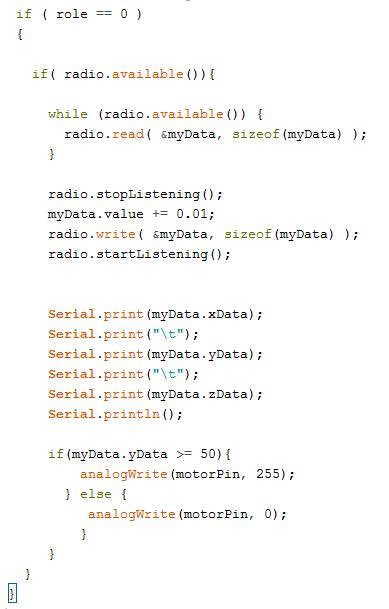 if ( role == 0 )
{
if( radio.available()){
while (radio.available()) {
radio.read( &myData, sizeof(myData) );
}
radio.stopListening();
myData.value += 0.01;
radio.write( &myData, sizeof(myData) );
radio.startListening();
Serial.print(myData.xData);
Serial.print("\t");
Serial.print(myData.yData);
Serial.print("\t");
Serial.print(myData.zData);
Serial.println();
if(myData.yData >= 50){
analogWrite(motorPin, 255);
} else {
analogWrite(motorPin, 0);
}
}
}
}